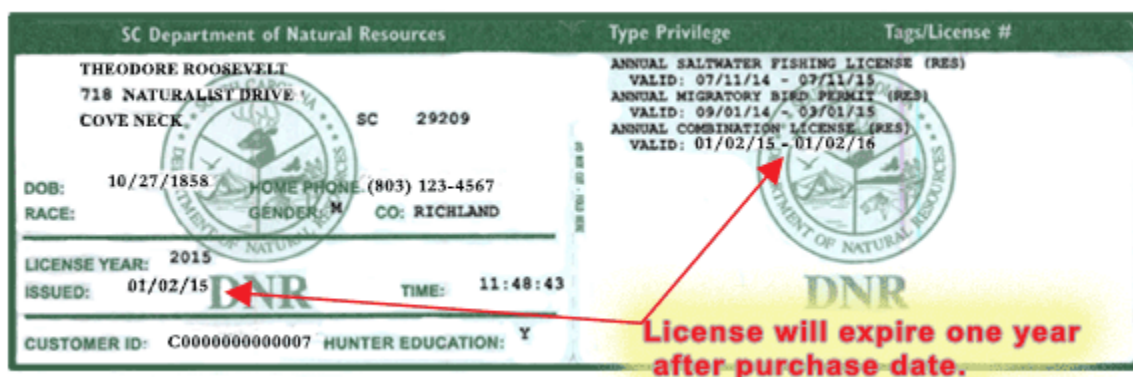 SC Department of Natural Resources
THEODORE ROOSEVELT
718 NATURALIST DRIVE
COVE NECK SC 29209
DOB: 10/27/1858 HOME PHONE: (803) 123-4567
RACE: GENDER: M CO: RICHLAND
LICENSE YEAR: 2015
ISSUED: 01/02/15 TIME: 11:48:43
DNR
CUSTOMER ID: C0000000000007 HUNTER EDUCATION: Y
Type Privilege Tags/License #
ANNUAL SALTWATER FISHING LICENSE (RES)
VALID: 07/11/14 - 07/11/15
ANNUAL MIGRATORY BIRD PERMIT (RES)
VALID: 09/01/14 - 03/01/15
ANNUAL COMBINATION LICENSE (RES)
VALID: 01/02/15 - 01/02/16
DNR
License will expire one year
after purchase date.